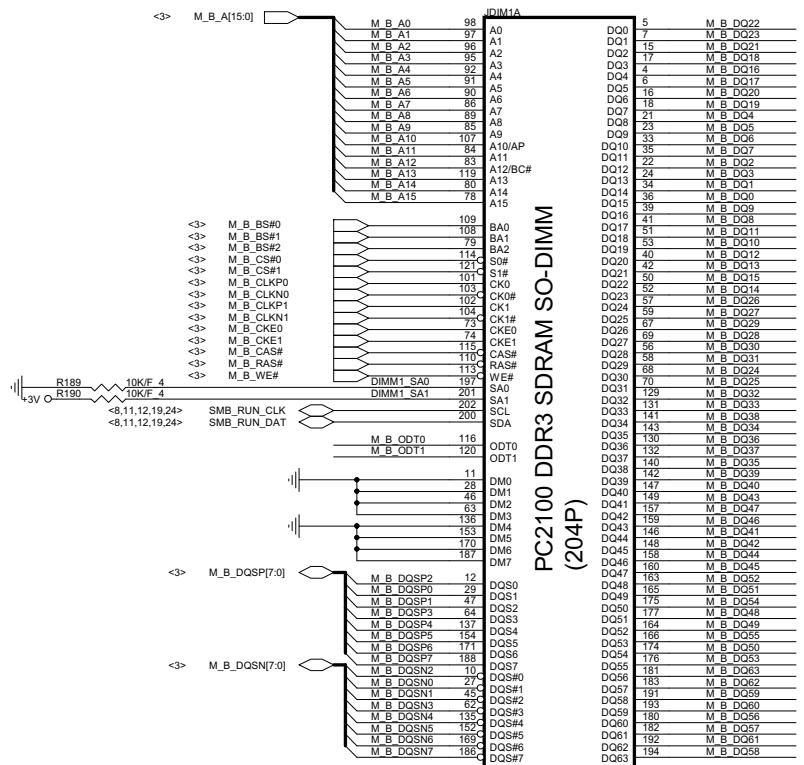 JDIM1A
<3> M_B_A[15:0]
M_B_A0 98 A0
M_B_A1 97 A1
M_B_A2 96 A2
M_B_A3 95 A3
M_B_A4 92 A4
M_B_A5 91 A5
M_B_A6 90 A6
M_B_A7 86 A7
M_B_A8 89 A8
M_B_A9 85 A9
M_B_A10 107 A10/AP
M_B_A11 84 A11
M_B_A12 83 A12/BC#
M_B_A13 119 A13
M_B_A14 80 A14
M_B_A15 78 A15
<3> M_B_BS#0 109 BA0
<3> M_B_BS#1 108 BA1
<3> M_B_BS#2 79 BA2
<3> M_B_CS#0 114 S0#
<3> M_B_CS#1 121 S1#
<3> M_B_CLKP0 101 CK0
<3> M_B_CLKN0 103 CK0#
<3> M_B_CLKP1 102 CK1
<3> M_B_CLKN1 104 CK1#
<3> M_B_CKE0 73 CKE0
<3> M_B_CKE1 74 CKE1
<3> M_B_CAS# 115 CAS#
<3> M_B_RAS# 110 RAS#
<3> M_B_WE# 113 WE#
R189 10K/F_4 DIMM1_SA0 197 SA0
+3V R190 10K/F_4 DIMM1_SA1 201 SA1
<8,11,12,19,24> SMB_RUN_CLK 202 SCL
<8,11,12,19,24> SMB_RUN_DAT 200 SDA
M_B_ODT0 116 ODT0
M_B_ODT1 120 ODT1
11 DM0
28 DM1
46 DM2
63 DM3
136 DM4
153 DM5
170 DM6
187 DM7
<3> M_B_DQSP[7:0]
M_B_DQSP2 12 DQS0
M_B_DQSP0 29 DQS1
M_B_DQSP1 47 DQS2
M_B_DQSP3 64 DQS3
M_B_DQSP4 137 DQS4
M_B_DQSP5 154 DQS5
M_B_DQSP6 171 DQS6
M_B_DQSP7 188 DQS7
<3> M_B_DQSN[7:0]
M_B_DQSN2 10 DQS#0
M_B_DQSN0 27 DQS#1
M_B_DQSN1 45 DQS#2
M_B_DQSN3 62 DQS#3
M_B_DQSN4 135 DQS#4
M_B_DQSN5 152 DQS#5
M_B_DQSN6 169 DQS#6
M_B_DQSN7 186 DQS#7
PC2100 DDR3 SDRAM SO-DIMM
(204P)
DQ0 5 M_B_DQ22
DQ1 7 M_B_DQ23
DQ2 15 M_B_DQ21
DQ3 17 M_B_DQ18
DQ4 4 M_B_DQ16
DQ5 6 M_B_DQ17
DQ6 16 M_B_DQ20
DQ7 18 M_B_DQ19
DQ8 21 M_B_DQ4
DQ9 23 M_B_DQ5
DQ10 33 M_B_DQ6
DQ11 35 M_B_DQ7
DQ12 22 M_B_DQ2
DQ13 24 M_B_DQ3
DQ14 34 M_B_DQ1
DQ15 36 M_B_DQ0
DQ16 39 M_B_DQ9
DQ17 41 M_B_DQ8
DQ18 51 M_B_DQ11
DQ19 53 M_B_DQ10
DQ20 40 M_B_DQ12
DQ21 42 M_B_DQ13
DQ22 50 M_B_DQ15
DQ23 52 M_B_DQ14
DQ24 57 M_B_DQ26
DQ25 59 M_B_DQ27
DQ26 67 M_B_DQ29
DQ27 69 M_B_DQ28
DQ28 56 M_B_DQ30
DQ29 58 M_B_DQ31
DQ30 68 M_B_DQ24
DQ31 70 M_B_DQ25
DQ32 129 M_B_DQ32
DQ33 131 M_B_DQ33
DQ34 141 M_B_DQ38
DQ35 143 M_B_DQ34
DQ36 130 M_B_DQ36
DQ37 132 M_B_DQ37
DQ38 140 M_B_DQ35
DQ39 142 M_B_DQ39
DQ40 147 M_B_DQ40
DQ41 149 M_B_DQ43
DQ42 157 M_B_DQ47
DQ43 159 M_B_DQ46
DQ44 146 M_B_DQ41
DQ45 148 M_B_DQ42
DQ46 158 M_B_DQ44
DQ47 160 M_B_DQ45
DQ48 163 M_B_DQ52
DQ49 165 M_B_DQ51
DQ50 175 M_B_DQ54
DQ51 177 M_B_DQ48
DQ52 164 M_B_DQ49
DQ53 166 M_B_DQ55
DQ54 174 M_B_DQ50
DQ55 176 M_B_DQ53
DQ56 181 M_B_DQ63
DQ57 183 M_B_DQ62
DQ58 191 M_B_DQ59
DQ59 193 M_B_DQ60
DQ60 180 M_B_DQ56
DQ61 182 M_B_DQ57
DQ62 192 M_B_DQ61
DQ63 194 M_B_DQ58